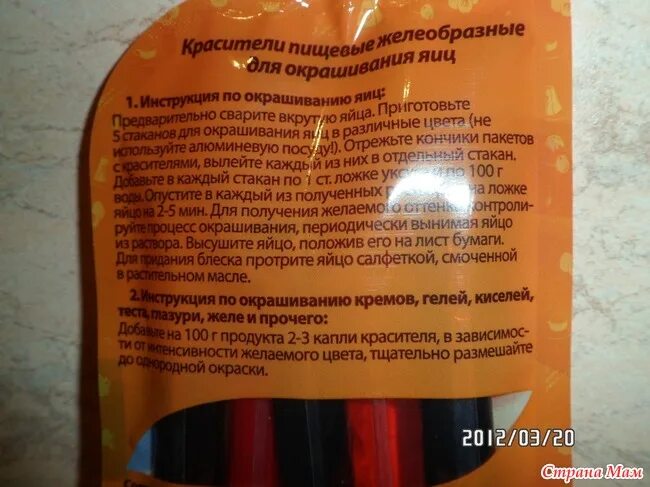 Красители пищевые желеобразные
для окрашивания яиц
1. Инструкция по окрашиванию яиц:
Предварительно сварите вкрутую яйца. Приготовьте
5 стаканов для окрашивания яиц в различные цвета (не
используйте алюминевую посуду!). Отрежьте кончики пакетов
с красителями, вылейте каждый из них в отдельный стакан.
Добавьте в каждый стакан по 1 ст. ложке и по 100 г
воды. Опустите в каждый из полученных на ложке
яйцо на 2-5 мин. Для получения желаемого оттенка контроли-
руйте процесс окрашивания, периодически вынимая яйцо
из раствора. Высушите яйцо, положив его на лист бумаги.
Для придания блеска протрите яйцо салфеткой, смоченной
в растительном масле.
2. Инструкция по окрашиванию кремов, гелей, киселей,
теста, глазури, желе и прочего:
Добавьте на 100 г продукта 2-3 капли красителя, в зависимос-
ти от интенсивности желаемого цвета, тщательно размешайте
до однородной окраски.
2012/03/20
Страна Мам